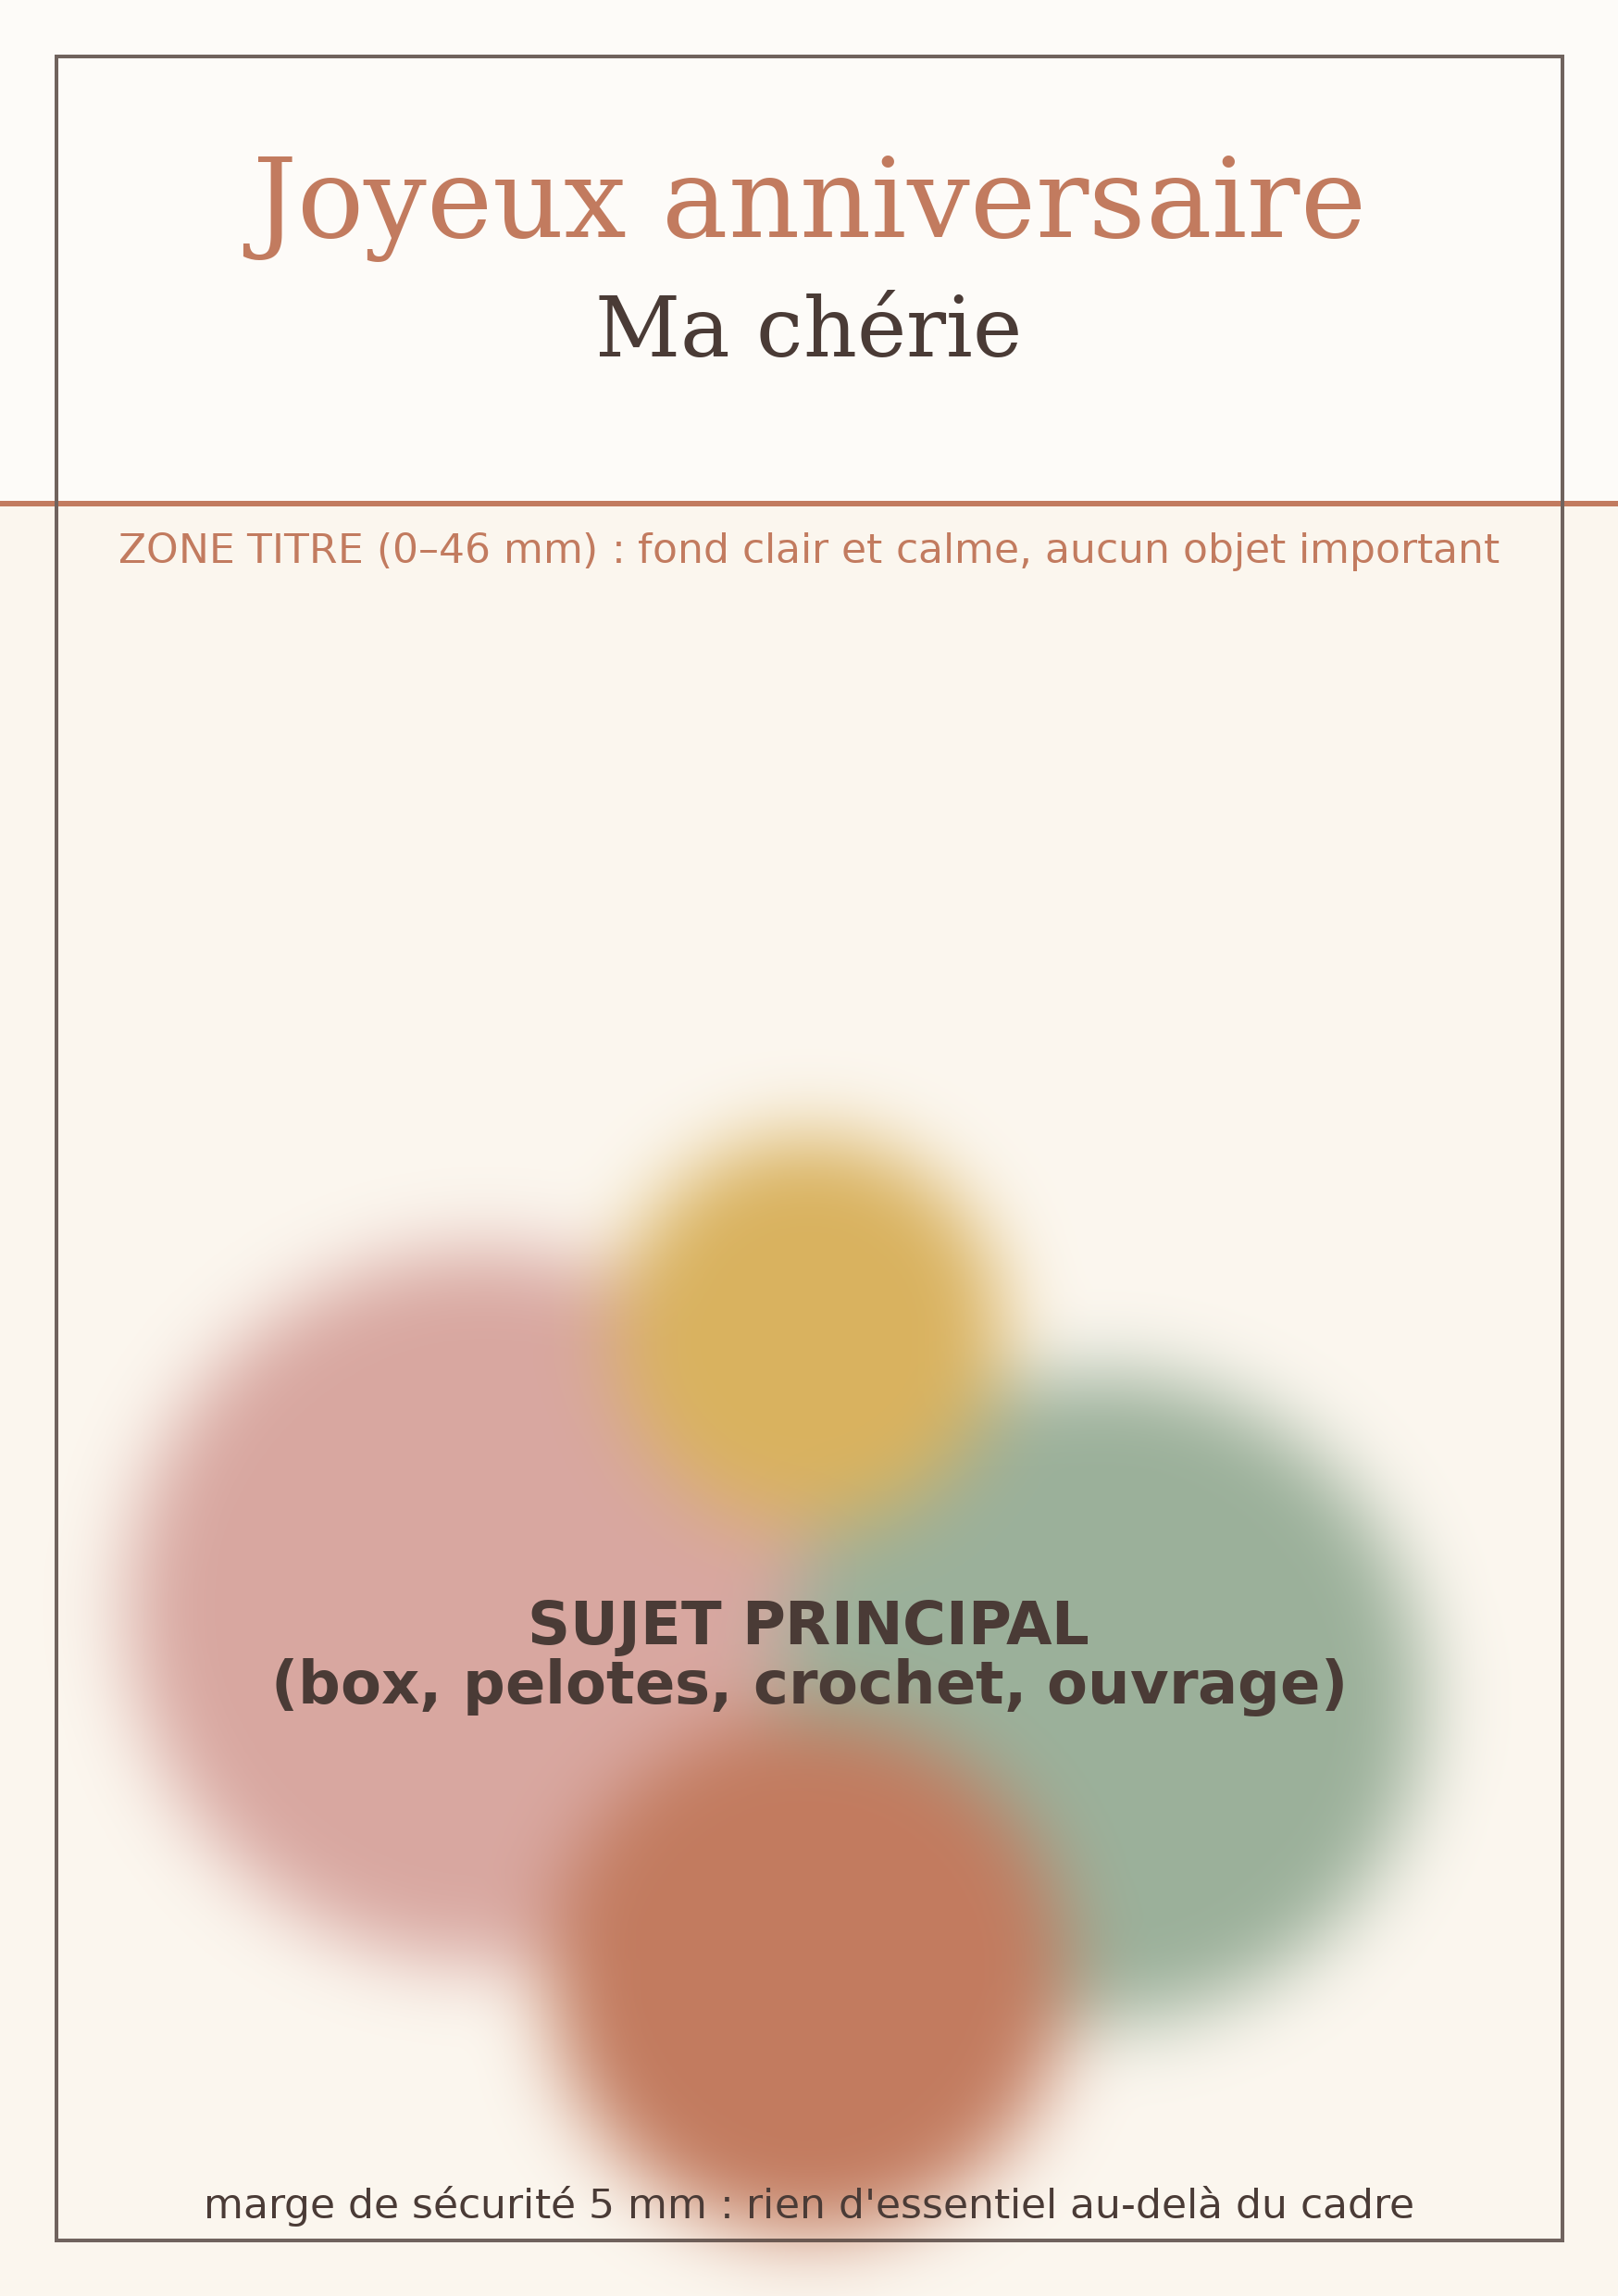 Joyeux anniversaire
Ma chérie
ZONE TITRE (0–46 mm) : fond clair et calme, aucun objet important
SUJET PRINCIPAL
(box, pelotes, crochet, ouvrage)
marge de sécurité 5 mm : rien d'essentiel au-delà du cadre